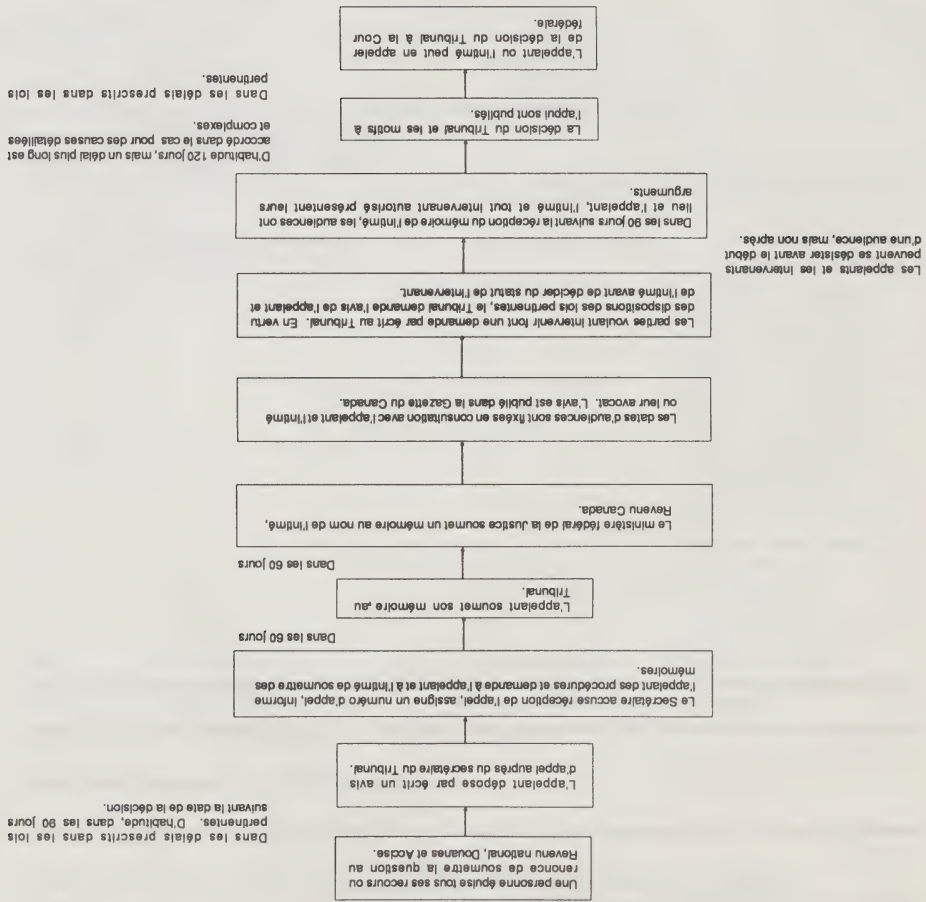 Une personne épuise tous ses recours ou
renonce de soumettre la question au
Revenu national, Douanes et Accise.
Dans les délais prescrits dans les lois
pertinentes. D'habitude, dans les 90 jours
suivant la date de la décision.
L'appelant dépose par écrit un avis
d'appel auprès du secrétaire du Tribunal.
Le Secrétaire accuse réception de l'appel, assigne un numéro d'appel, informe
l'appelant des procédures et demande à l'appelant et à l'intimé de soumettre des
mémoires.
Dans les 60 jours
L'appelant soumet son mémoire au
Tribunal.
Dans les 60 jours
Le ministère fédéral de la Justice soumet un mémoire au nom de l'intimé,
Revenu Canada.
Les dates d'audiences sont fixées en consultation avec l'appelant et l'intimé
ou leur avocat. L'avis est publié dans la Gazette du Canada.
Les parties voulant intervenir font une demande par écrit au Tribunal. En vertu
des dispositions des lois pertinentes, le Tribunal demande l'avis de l'appelant et
de l'intimé avant de décider du statut de l'intervenant.
Les appelants et les intervenants
peuvent se désister avant le début
d'une audience, mais non après.
Dans les 90 jours suivant la réception du mémoire de l'intimé, les audiences ont
lieu et l'appelant, l'intimé et tout intervenant autorisé présentent leurs
arguments.
D'habitude 120 jours, mais un délai plus long est
accordé dans le cas pour des causes détaillées
et complexes.
La décision du Tribunal et les motifs à
l'appui sont publiés.
Dans les délais prescrits dans les lois
pertinentes.
L'appelant ou l'intimé peut en appeler
de la décision du Tribunal à la Cour
fédérale.